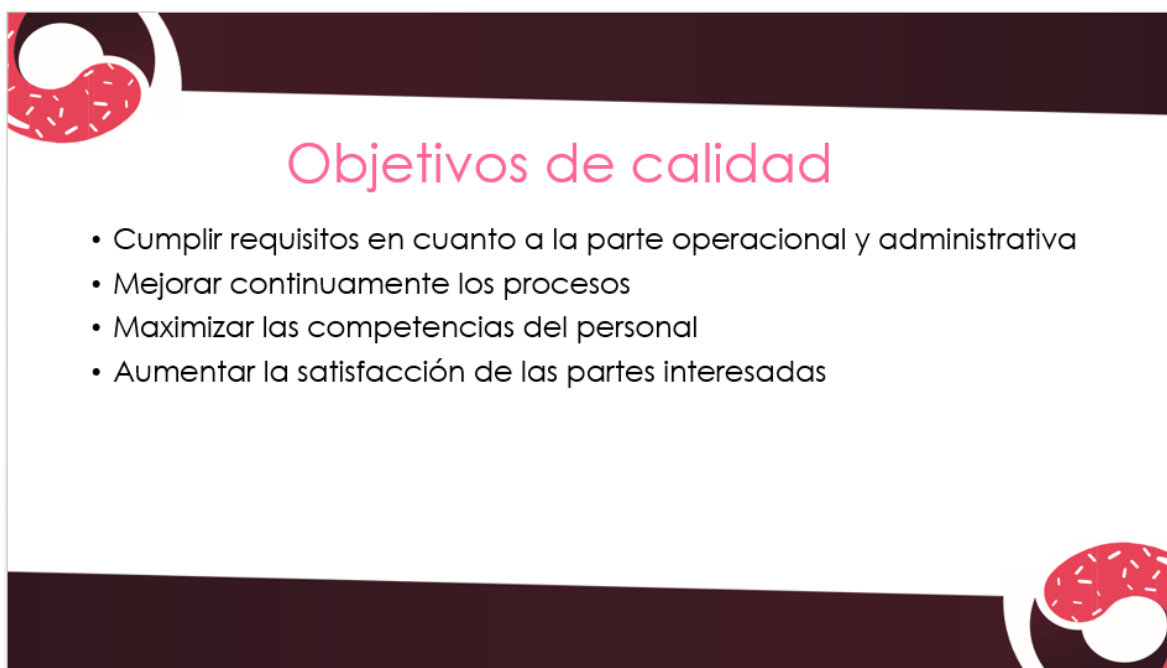 Objetivos de calidad
• Cumplir requisitos en cuanto a la parte operacional y administrativa
• Mejorar continuamente los procesos
• Maximizar las competencias del personal
• Aumentar la satisfacción de las partes interesadas